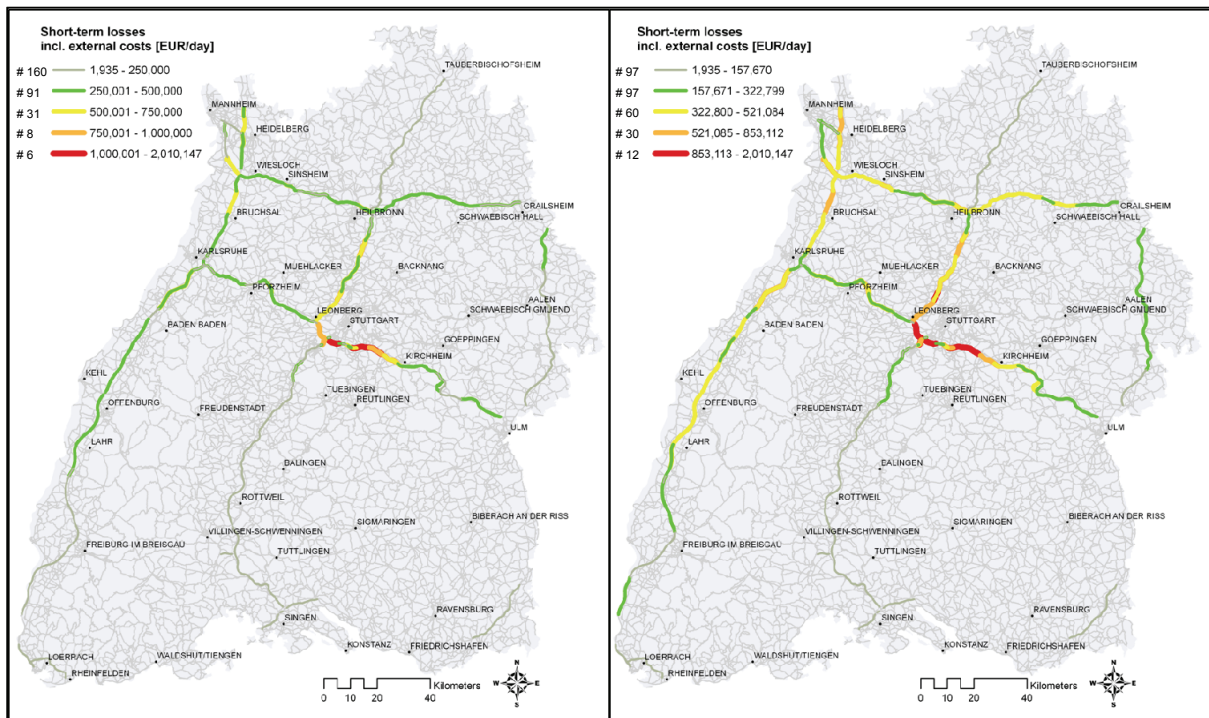 Short-term losses
incl. external costs [EUR/day]
# 160 1,935 - 250,000
# 91 250,001 - 500,000
# 31 500,001 - 750,000
# 8 750,001 - 1,000,000
# 6 1,000,001 - 2,010,147
TAUBERBISCHOFSHEIM
MANNHEIM
HEIDELBERG
WIESLOCH
SINSHEIM
CRAILSHEIM
BRUCHSAL
HEILBRONN
SCHWAEBISCH HALL
KARLSRUHE
MUEHLACKER
BACKNANG
PFORZHEIM
AALEN
LEONBERG
SCHWAEBISCH GMUEND
STUTTGART
BADEN BADEN
GOEPPINGEN
KIRCHHEIM
KEHL
TUEBINGEN
REUTLINGEN
OFFENBURG
FREUDENSTADT
ULM
LAHR
BALINGEN
ROTTWEIL
BIBERACH AN DER RISS
VILLINGEN-SCHWENNINGEN
SIGMARINGEN
FREIBURG IM BREISGAU
TUTTLINGEN
RAVENSBURG
SINGEN
KONSTANZ
FRIEDRICHSHAFEN
LOERRACH
WALDSHUT/TIENGEN
RHEINFELDEN
Kilometers
0 10 20 40
N
W E
S
Short-term losses
incl. external costs [EUR/day]
# 97 1,935 - 157,670
# 97 157,671 - 322,799
# 60 322,800 - 521,084
# 30 521,085 - 853,112
# 12 853,113 - 2,010,147
TAUBERBISCHOFSHEIM
MANNHEIM
HEIDELBERG
WIESLOCH
SINSHEIM
CRAILSHEIM
BRUCHSAL
HEILBRONN
SCHWAEBISCH HALL
KARLSRUHE
MUEHLACKER
BACKNANG
PFORZHEIM
AALEN
LEONBERG
SCHWAEBISCH GMUEND
STUTTGART
BADEN BADEN
GOEPPINGEN
KIRCHHEIM
KEHL
TUEBINGEN
REUTLINGEN
OFFENBURG
FREUDENSTADT
ULM
LAHR
BALINGEN
ROTTWEIL
BIBERACH AN DER RISS
VILLINGEN-SCHWENNINGEN
SIGMARINGEN
FREIBURG IM BREISGAU
TUTTLINGEN
RAVENSBURG
SINGEN
KONSTANZ
FRIEDRICHSHAFEN
LOERRACH
WALDSHUT/TIENGEN
RHEINFELDEN
Kilometers
0 10 20 40
N
W E
S